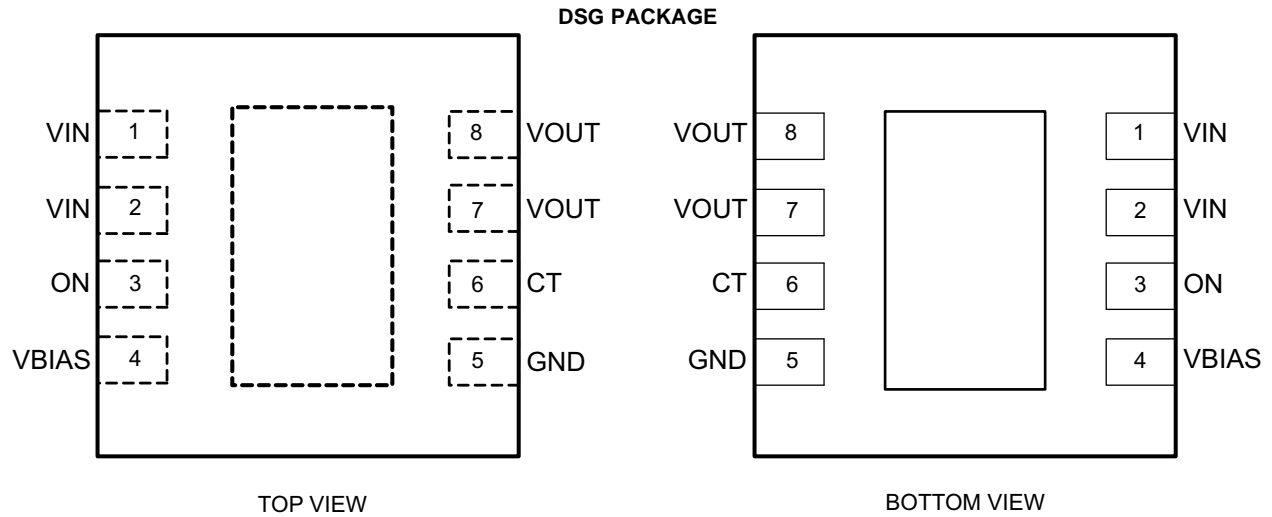 DSG PACKAGE
VIN 1 8 VOUT
VIN 2 7 VOUT
ON 3 6 CT
VBIAS 4 5 GND
TOP VIEW
VOUT 8 1 VIN
VOUT 7 2 VIN
CT 6 3 ON
GND 5 4 VBIAS
BOTTOM VIEW